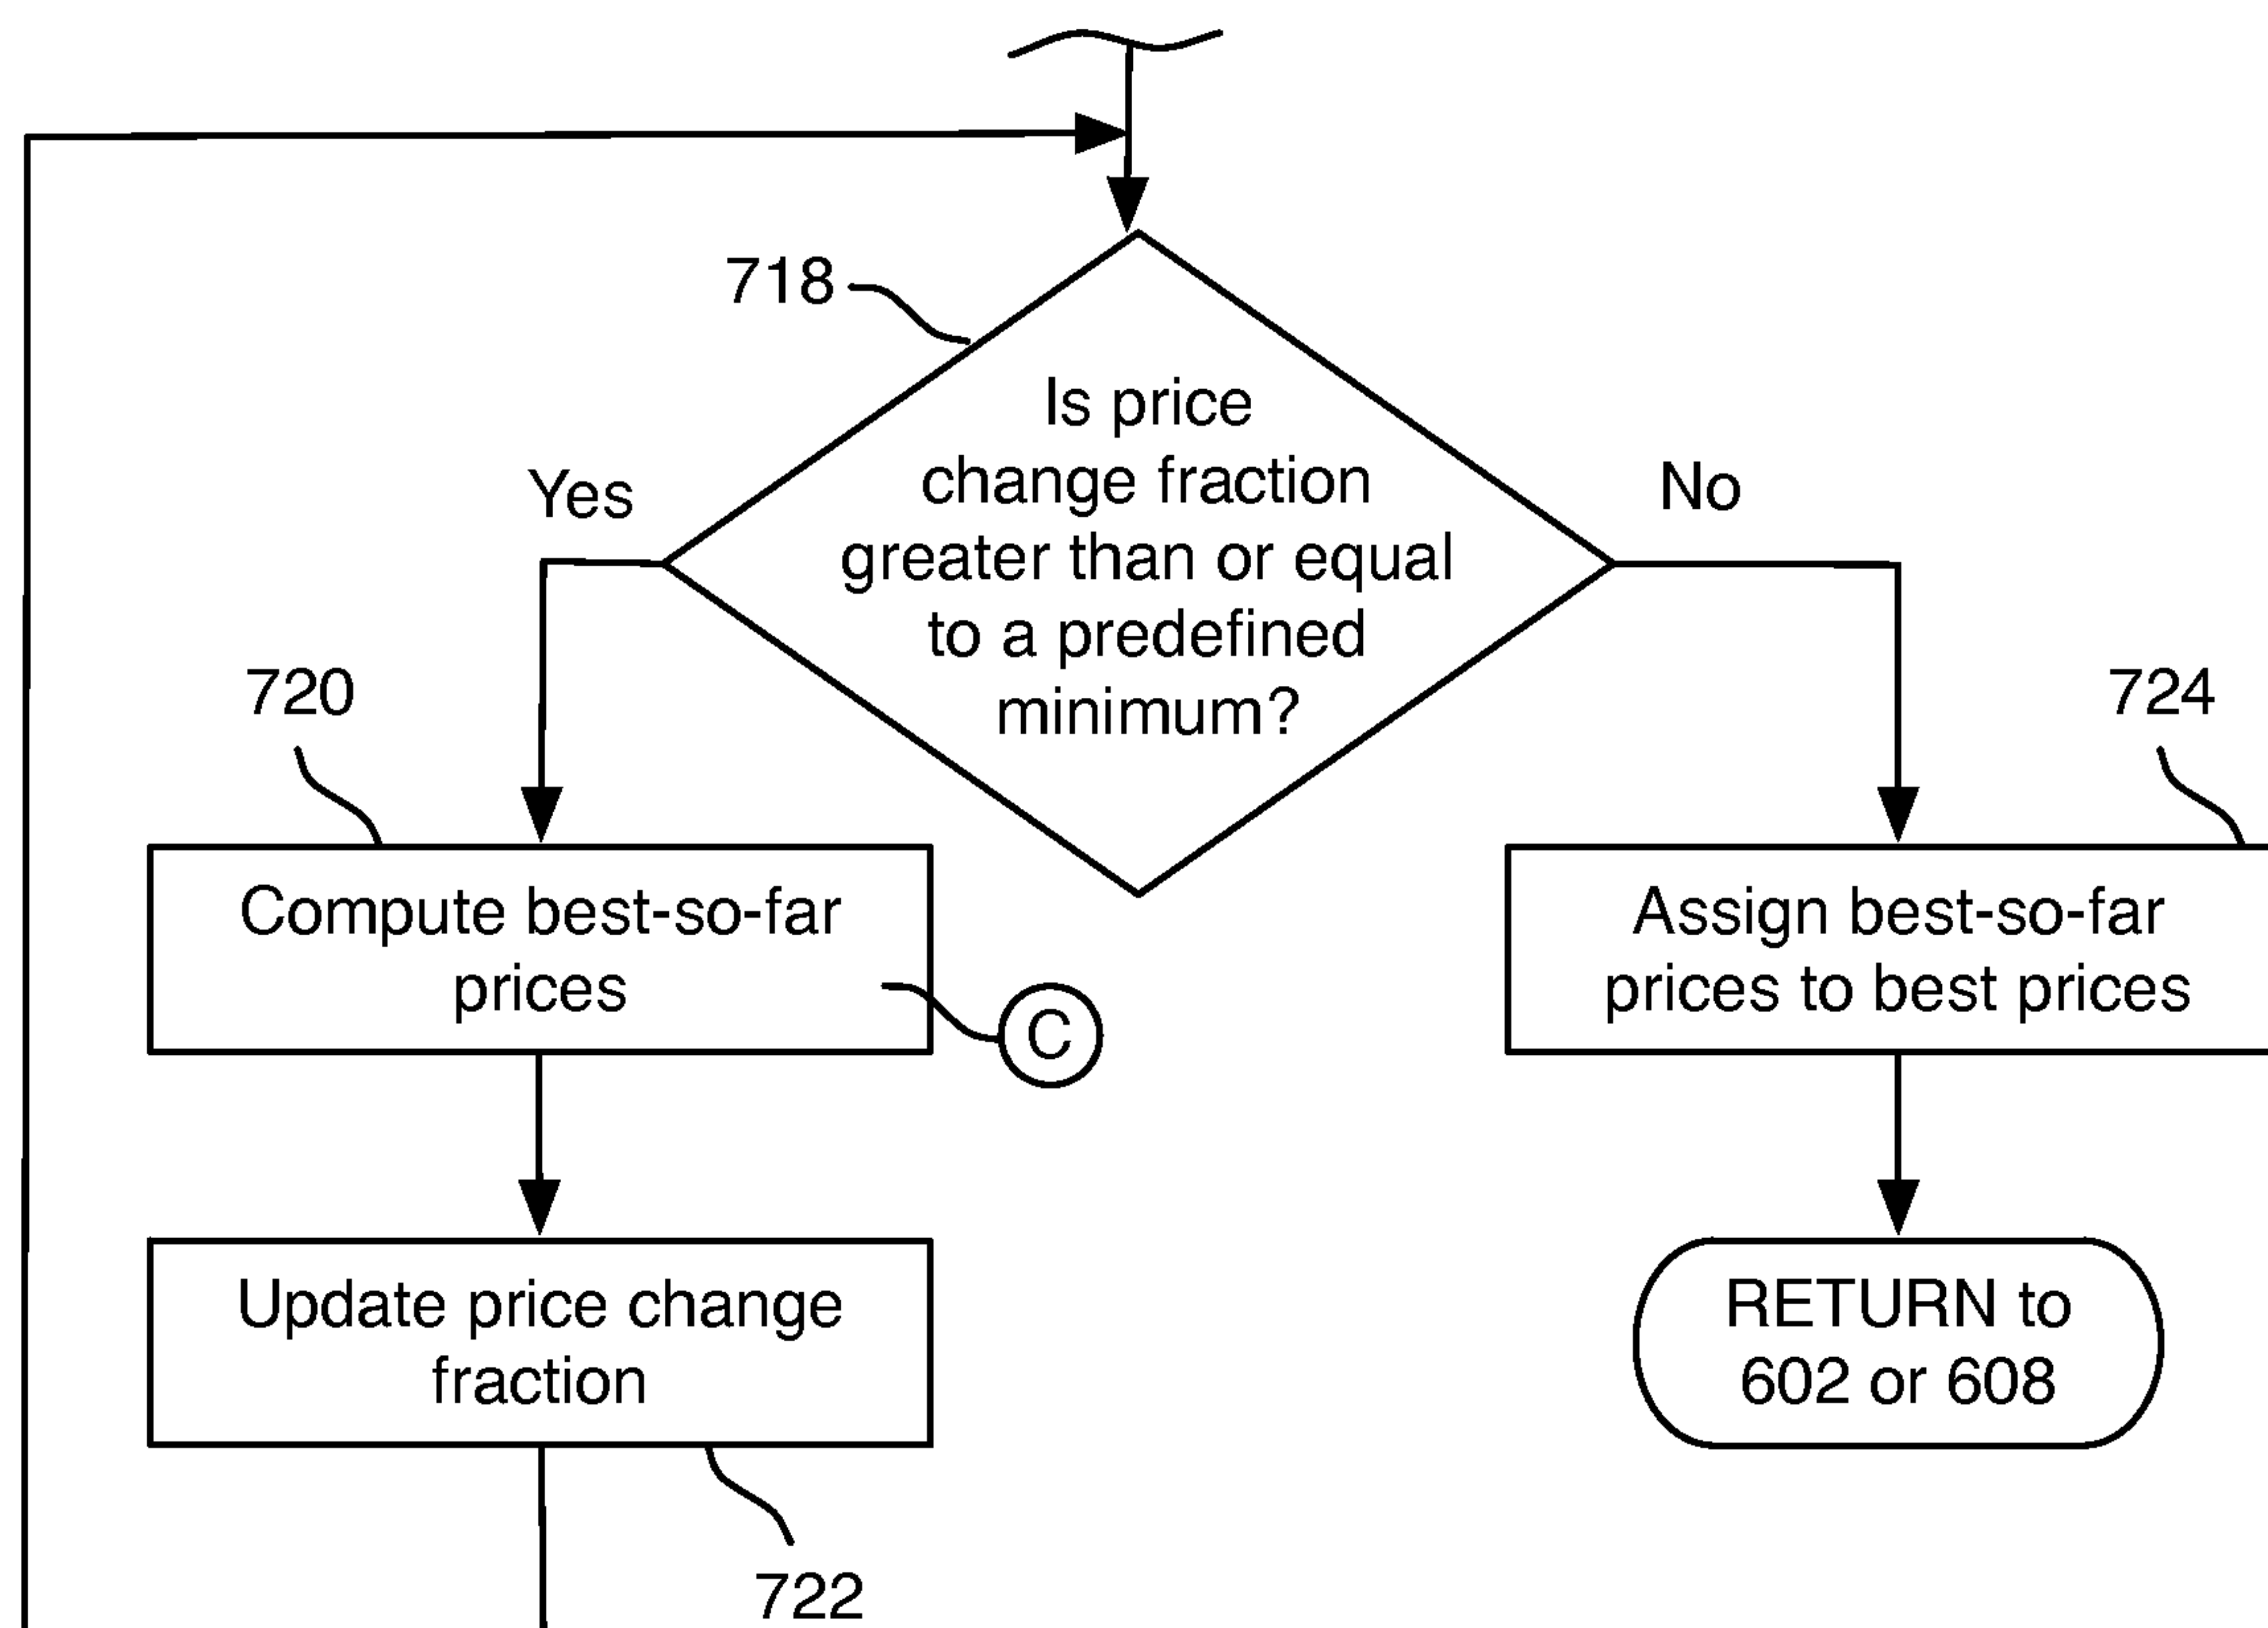 718
Is price
change fraction
greater than or equal
to a predefined
minimum?
Yes
No
720
724
Compute best-so-far
prices
C
Assign best-so-far
prices to best prices
Update price change
fraction
RETURN to
602 or 608
722